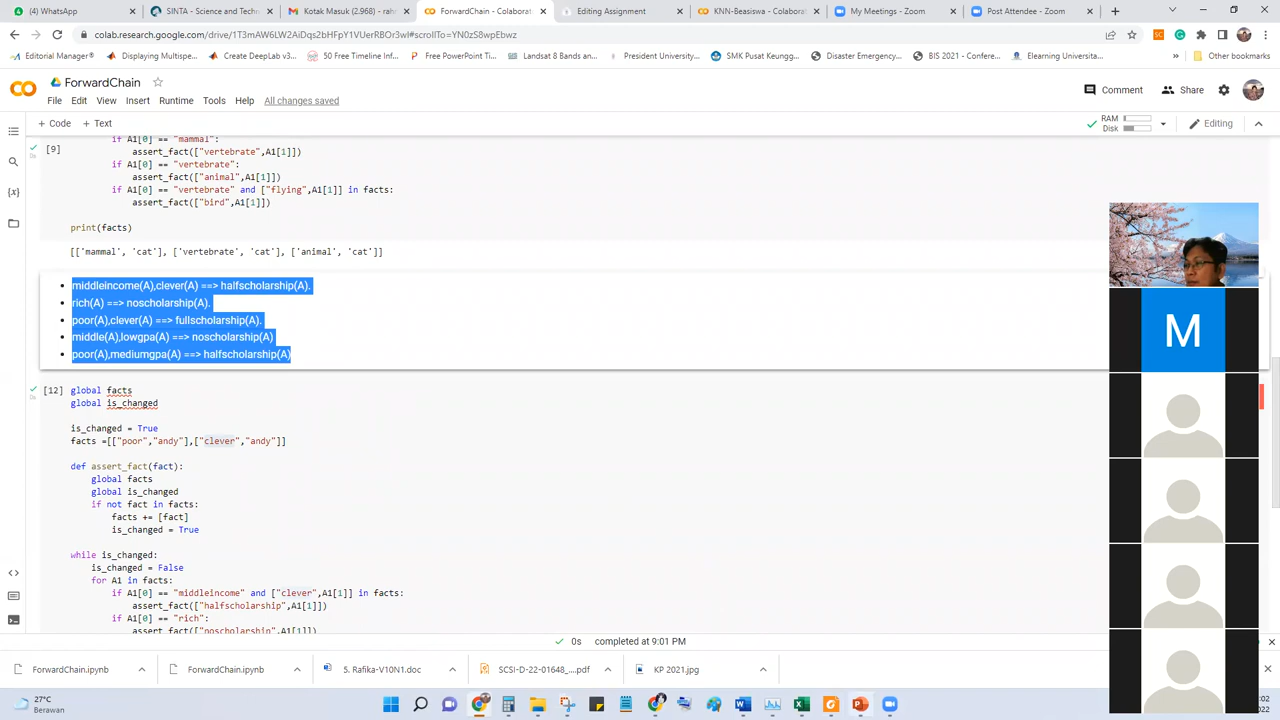 WhatsApp
SINTA - Science and Techn
Kotak Masuk (2.968) - rahv
ForwardChain - Colaborat
Editing Assignment
KNN-Beasiswa - Colaborat
My Meetings - Zoom
Post Attendee - Zoom
colab.research.google.com/drive/1T3mAW6LW2AiDqs2bHFpY1VUerRBOr3wI#scrollTo=YN0zS8wpEbwz
Editorial Manager®
Displaying Multispe...
Create DeepLab v3...
50 Free Timeline Inf...
Free PowerPoint Tim...
Landsat 8 bands an...
President University...
SMK Pusat Keungg...
Disaster Emergency...
BIS 2021 - Confere...
Elearning Universita...
Other bookmarks
ForwardChain
Comment
Share
File Edit View Insert Runtime Tools Help All changes saved
+ Code + Text
RAM
Disk
Editing
if A1[0] == "mammal":
[9]
assert_fact(["vertebrate",A1[1]])
if A1[0] == "vertebrate":
assert_fact(["animal",A1[1]])
if A1[0] == "vertebrate" and ["flying",A1[1]] in facts:
assert_fact(["bird",A1[1]])
print(facts)
[['mammal', 'cat'], ['vertebrate', 'cat'], ['animal', 'cat']]
middleincome(A),clever(A) ==> halfscholarship(A).
rich(A) ==> noscholarship(A).
poor(A),clever(A) ==> fullscholarship(A).
middle(A),lowgpa(A) ==> noscholarship(A)
poor(A),mediumgpa(A) ==> halfscholarship(A)
M
[12] global facts
global is_changed
is_changed = True
facts =[["poor","andy"],["clever","andy"]]
def assert_fact(fact):
global facts
global is_changed
if not fact in facts:
facts += [fact]
is_changed = True
while is_changed:
is_changed = False
for A1 in facts:
if A1[0] == "middleincome" and ["clever",A1[1]] in facts:
assert_fact(["halfscholarship",A1[1]])
if A1[0] == "rich":
assert_fact(["noscholarship",A1[1]])
0s completed at 9:01 PM
ForwardChain.ipynb
ForwardChain.ipynb
5. Rafika-V10N1.doc
SCSI-D-22-01648_....pdf
KP 2021.jpg
27°C
Berawan